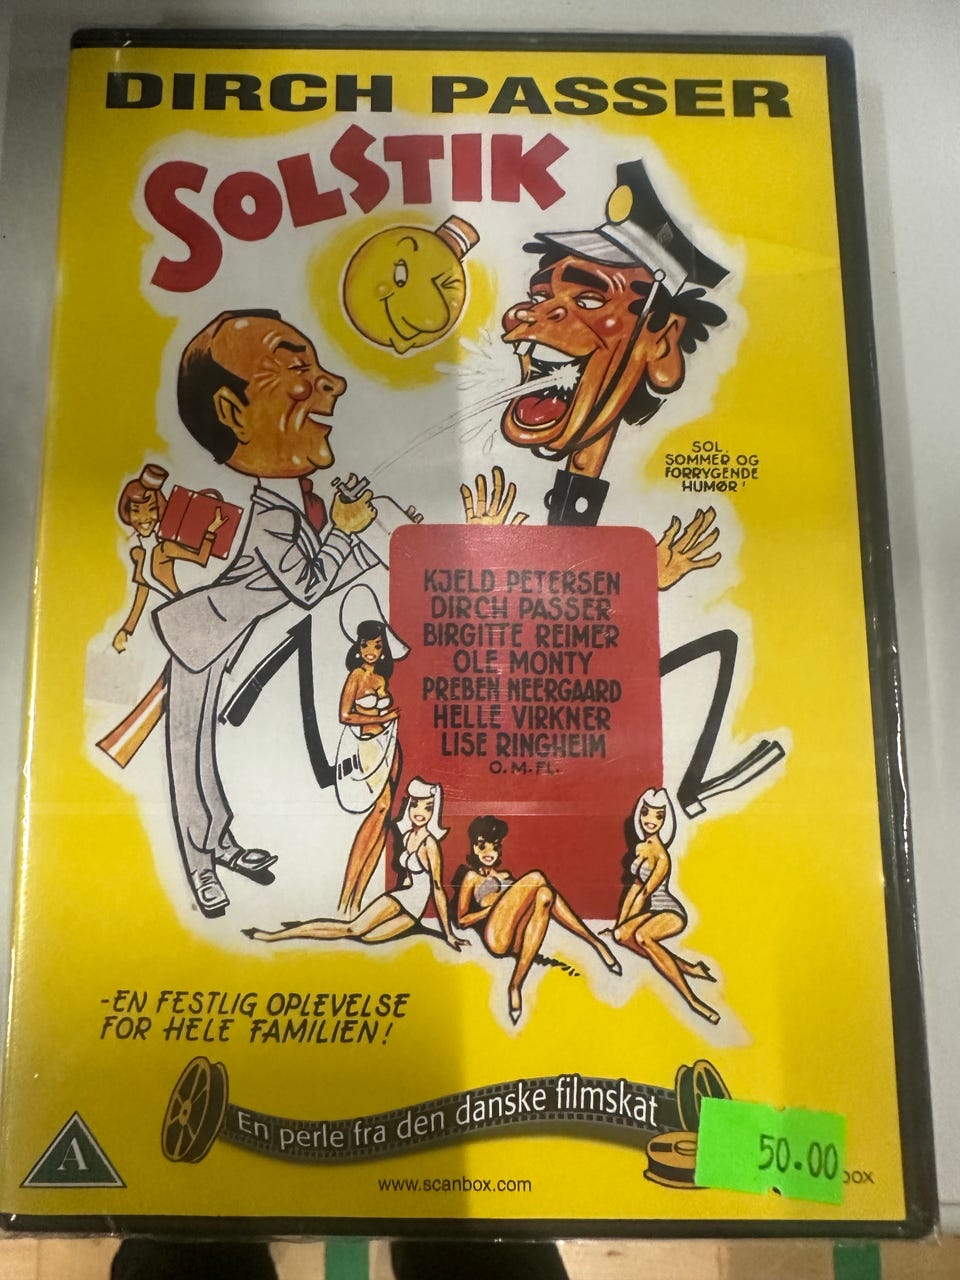 DIRCH PASSER
SOLSTIK
SOL,
SOMMER OG
FORRYGENDE
HUMØR!
KJELD PETERSEN
DIRCH PASSER
BIRGITTE REIMER
OLE MONTY
PREBEN NEERGAARD
HELLE VIRKNER
LISE RINGHEIM
O.M.FL.
-EN FESTLIG OPLEVELSE
FOR HELE FAMILIEN!
En perle fra den danske filmskat
A
50.00
www.scanbox.com